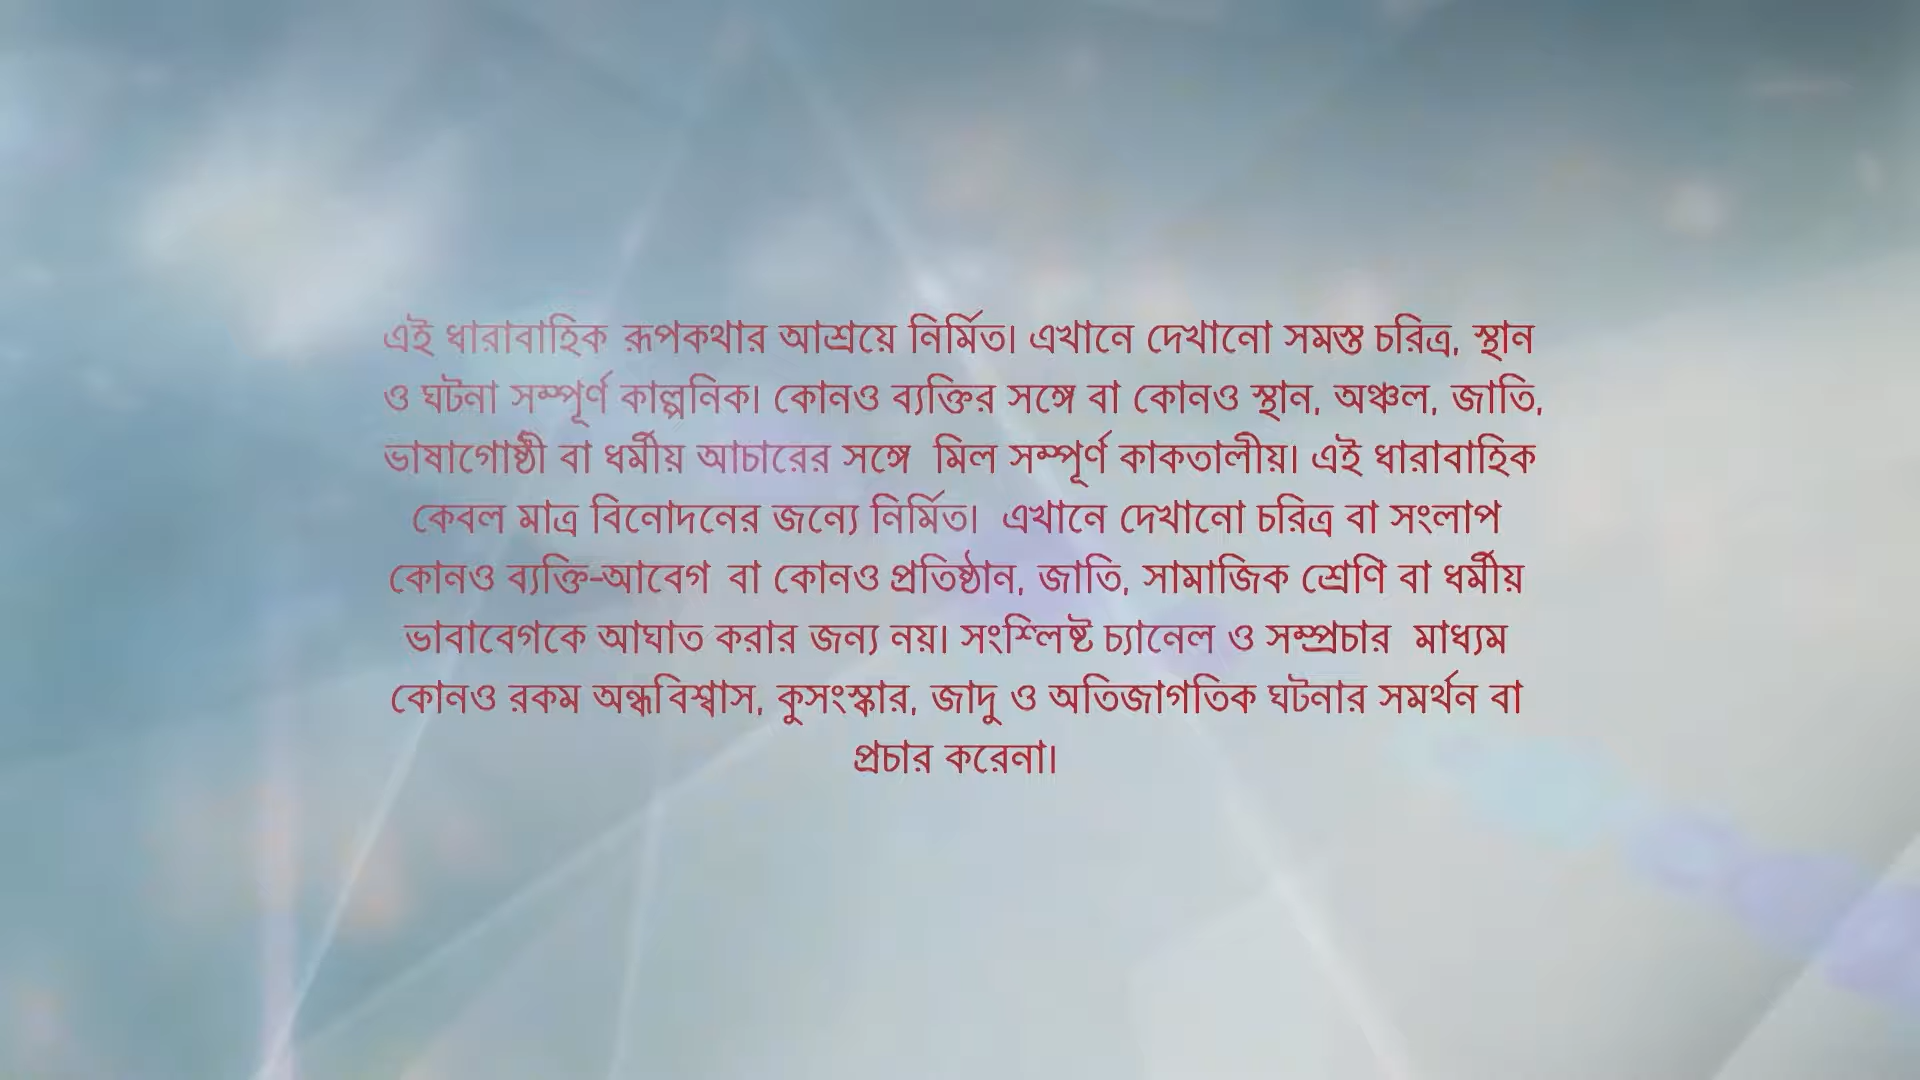 এই ধারাবাহিক রূপকথার আশ্রয়ে নির্মিত। এখানে দেখানো সমস্ত চরিত্র, স্থান
ও ঘটনা সম্পূর্ণ কাল্পনিক। কোনও ব্যক্তির সঙ্গে বা কোনও স্থান, অঞ্চল, জাতি,
ভাষাগোষ্ঠী বা ধর্মীয় আচারের সঙ্গে মিল সম্পূর্ণ কাকতালীয়। এই ধারাবাহিক
কেবল মাত্র বিনোদনের জন্যে নির্মিত। এখানে দেখানো চরিত্র বা সংলাপ
কোনও ব্যক্তি-আবেগ বা কোনও প্রতিষ্ঠান, জাতি, সামাজিক শ্রেণি বা ধর্মীয়
ভাবাবেগকে আঘাত করার জন্য নয়। সংশ্লিষ্ট চ্যানেল ও সম্প্রচার মাধ্যম
কোনও রকম অন্ধবিশ্বাস, কুসংস্কার, জাদু ও অতিজাগতিক ঘটনার সমর্থন বা
প্রচার করেনা।